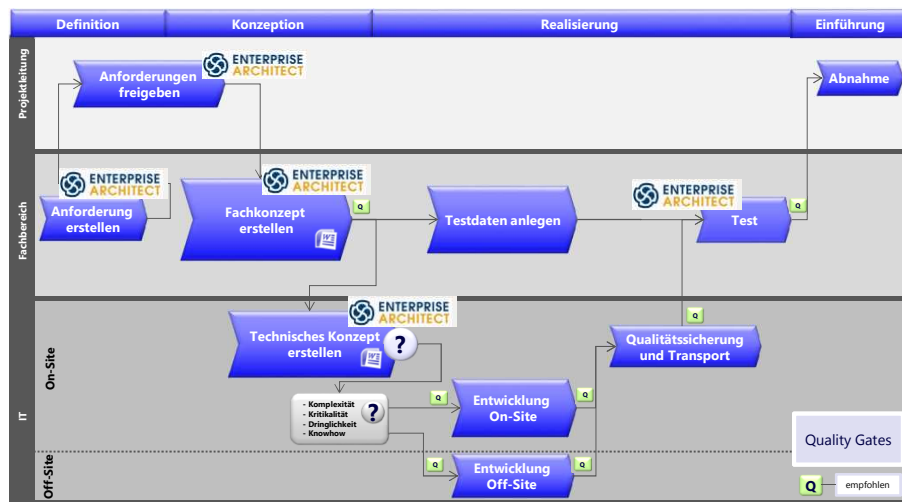 Definition
Konzeption
Realisierung
Einführung
Projektleitung
Anforderungen
freigeben
ENTERPRISE
ARCHITECT
Abnahme
Fachbereich
ENTERPRISE
ARCHITECT
Anforderung
erstellen
ENTERPRISE
ARCHITECT
Fachkonzept
erstellen
Q
Testdaten anlegen
ENTERPRISE
ARCHITECT
Test
Q
IT
On-Site
ENTERPRISE
ARCHITECT
Technisches Konzept
erstellen
?
Q
Qualitätssicherung
und Transport
- Komplexität
- Kritikalität
- Dringlichkeit
- Knowhow
?
Q
Entwicklung
On-Site
Q
Off-Site
Q
Entwicklung
Off-Site
Q
Quality Gates
Q
empfohlen